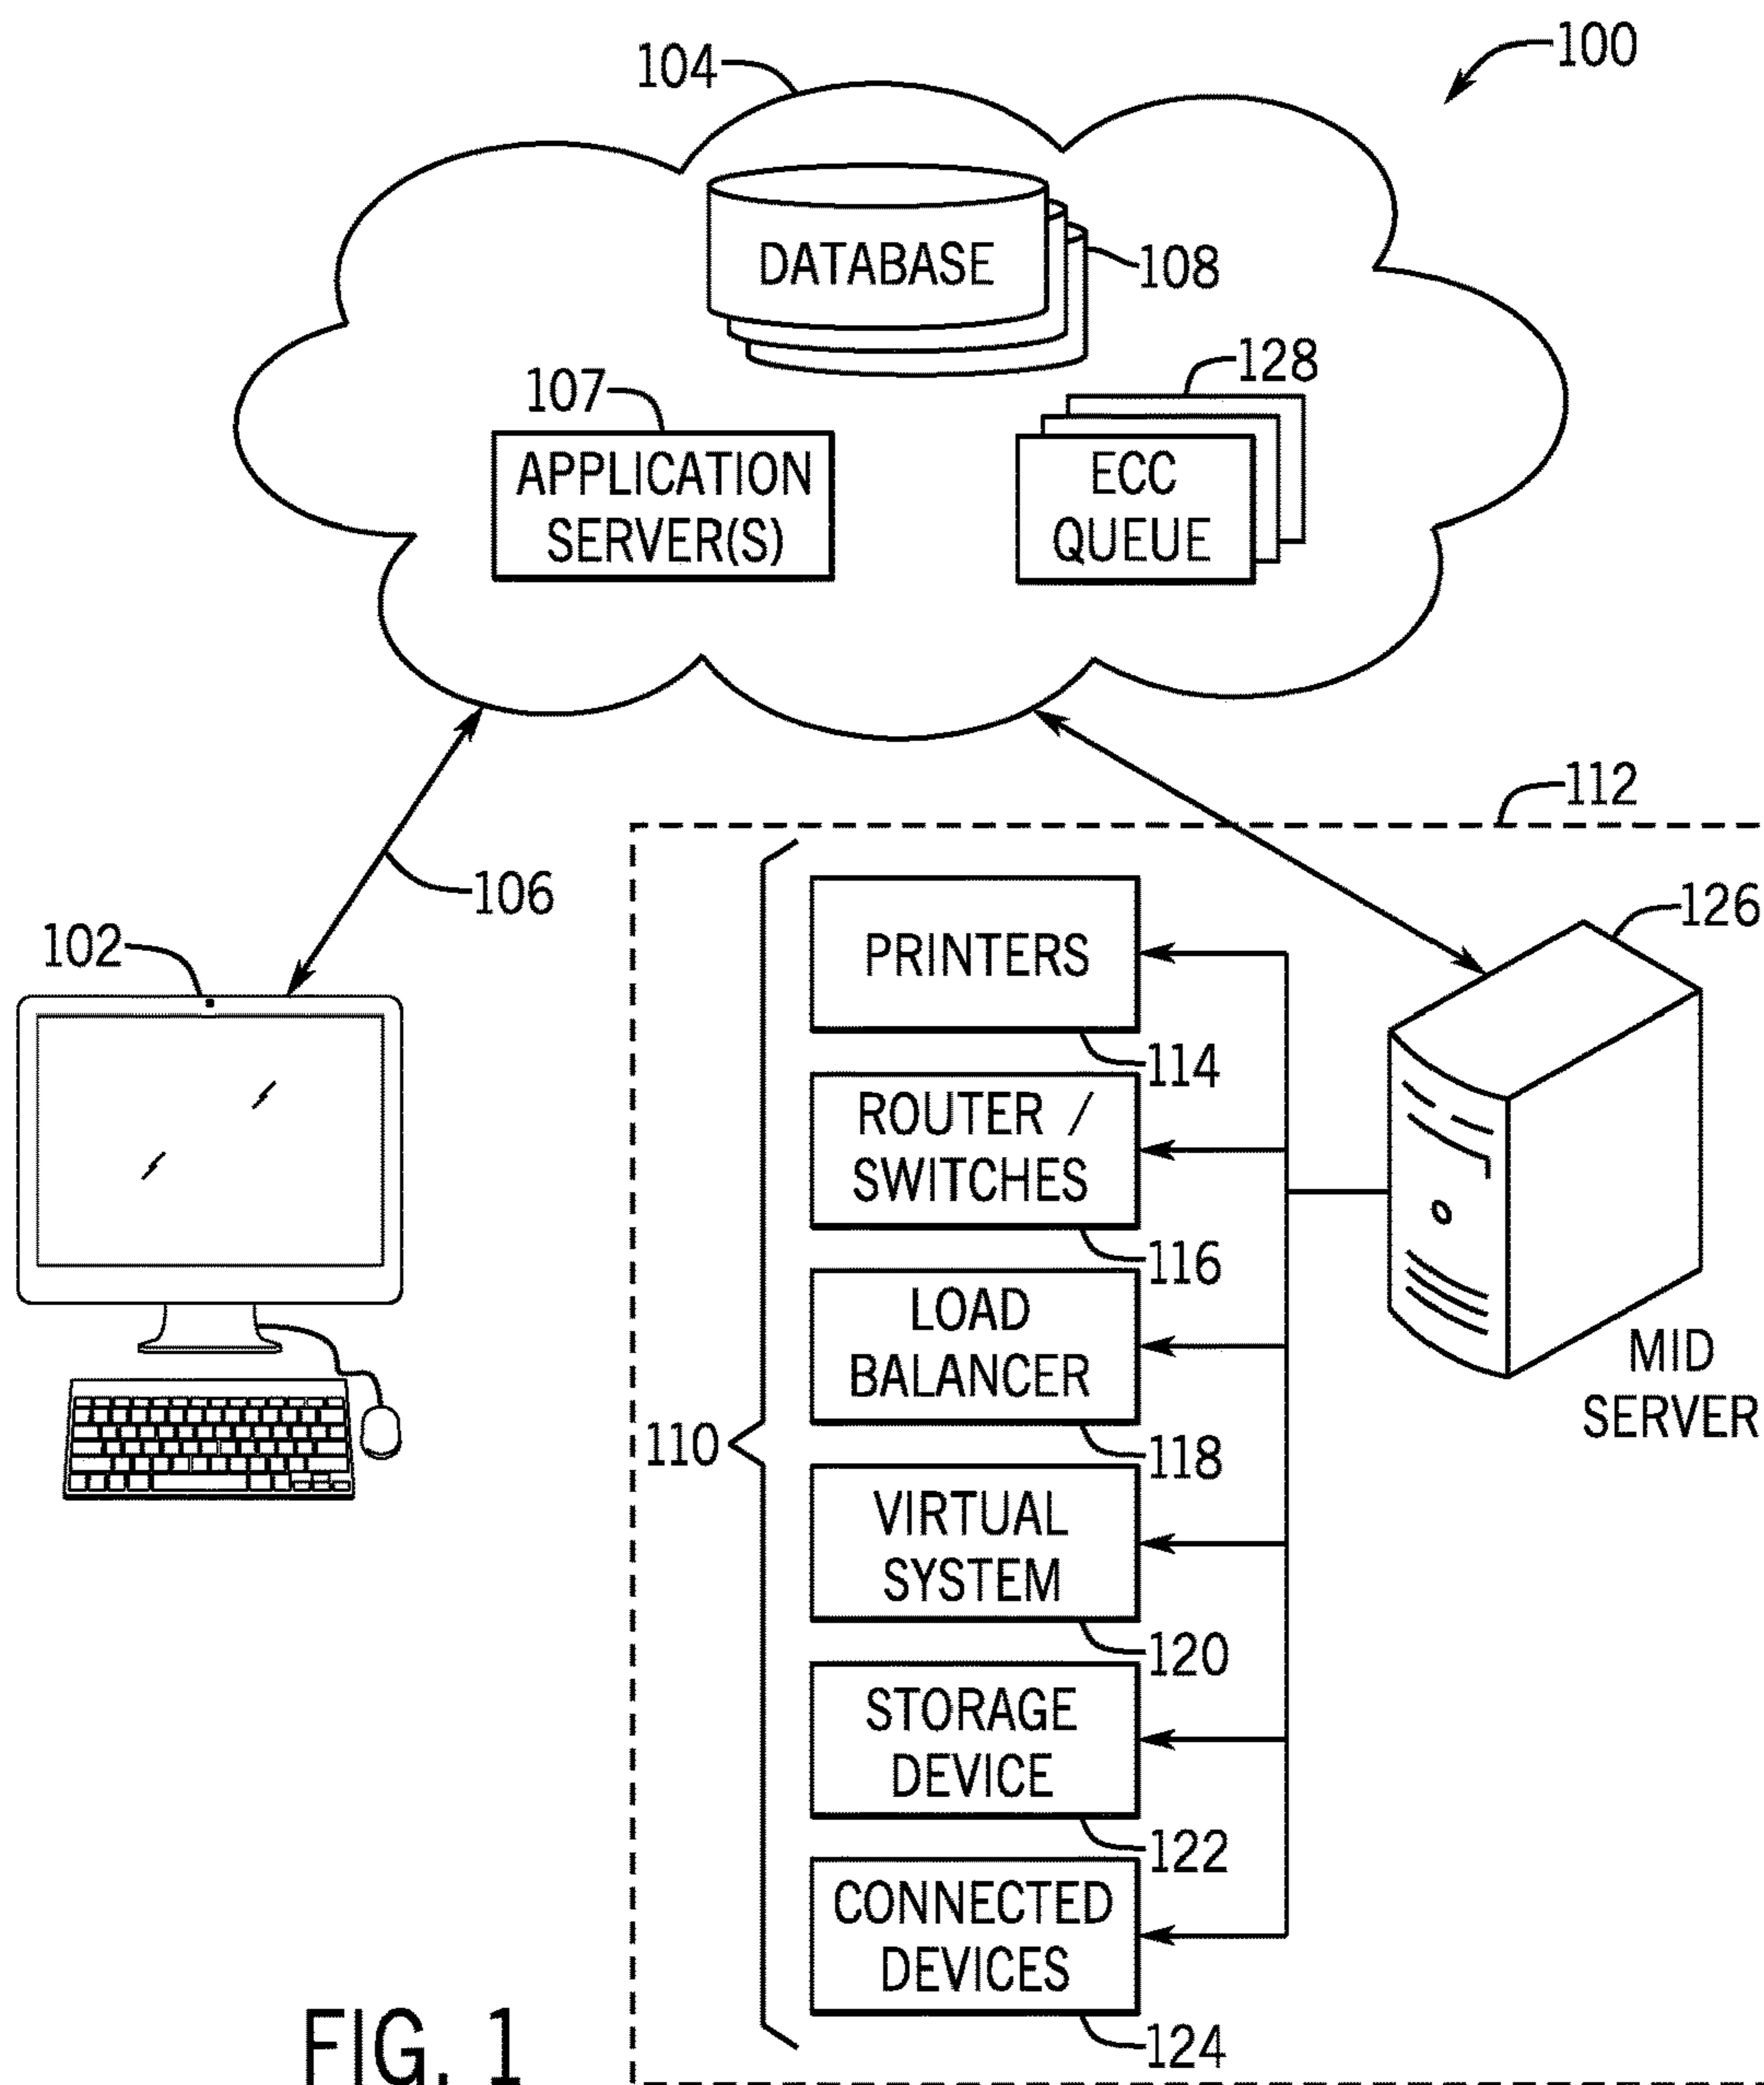 100
104
DATABASE
108
107
128
APPLICATION
SERVER(S)
ECC
QUEUE
112
106
102
126
PRINTERS
114
ROUTER /
SWITCHES
116
LOAD
BALANCER
118
MID
SERVER
110
VIRTUAL
SYSTEM
120
STORAGE
DEVICE
122
CONNECTED
DEVICES
124
FIG. 1